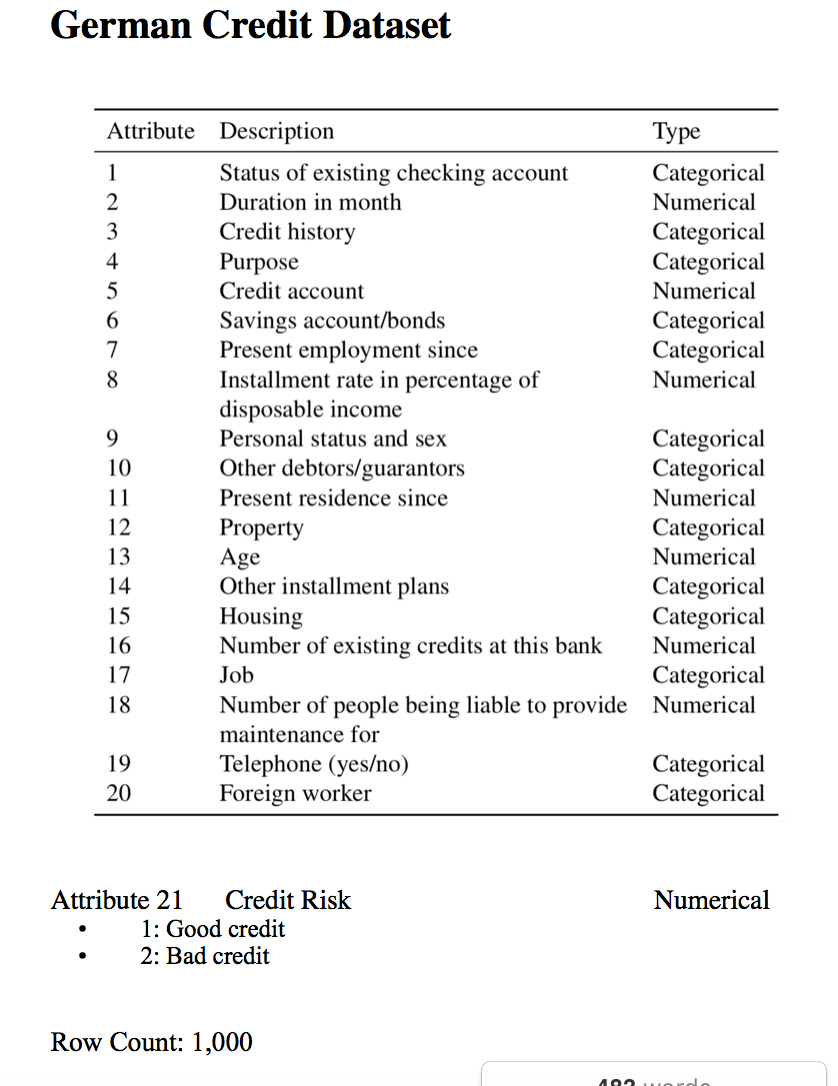 German Credit Dataset
Attribute Description Type
1 Status of existing checking account Categorical
2 Duration in month Numerical
3 Credit history Categorical
4 Purpose Categorical
5 Credit account Numerical
6 Savings account/bonds Categorical
7 Present employment since Categorical
8 Installment rate in percentage of Numerical
disposable income
9 Personal status and sex Categorical
10 Other debtors/guarantors Categorical
11 Present residence since Numerical
12 Property Categorical
13 Age Numerical
14 Other installment plans Categorical
15 Housing Categorical
16 Number of existing credits at this bank Numerical
17 Job Categorical
18 Number of people being liable to provide Numerical
maintenance for
19 Telephone (yes/no) Categorical
20 Foreign worker Categorical
Attribute 21 Credit Risk Numerical
• 1: Good credit
• 2: Bad credit
Row Count: 1,000